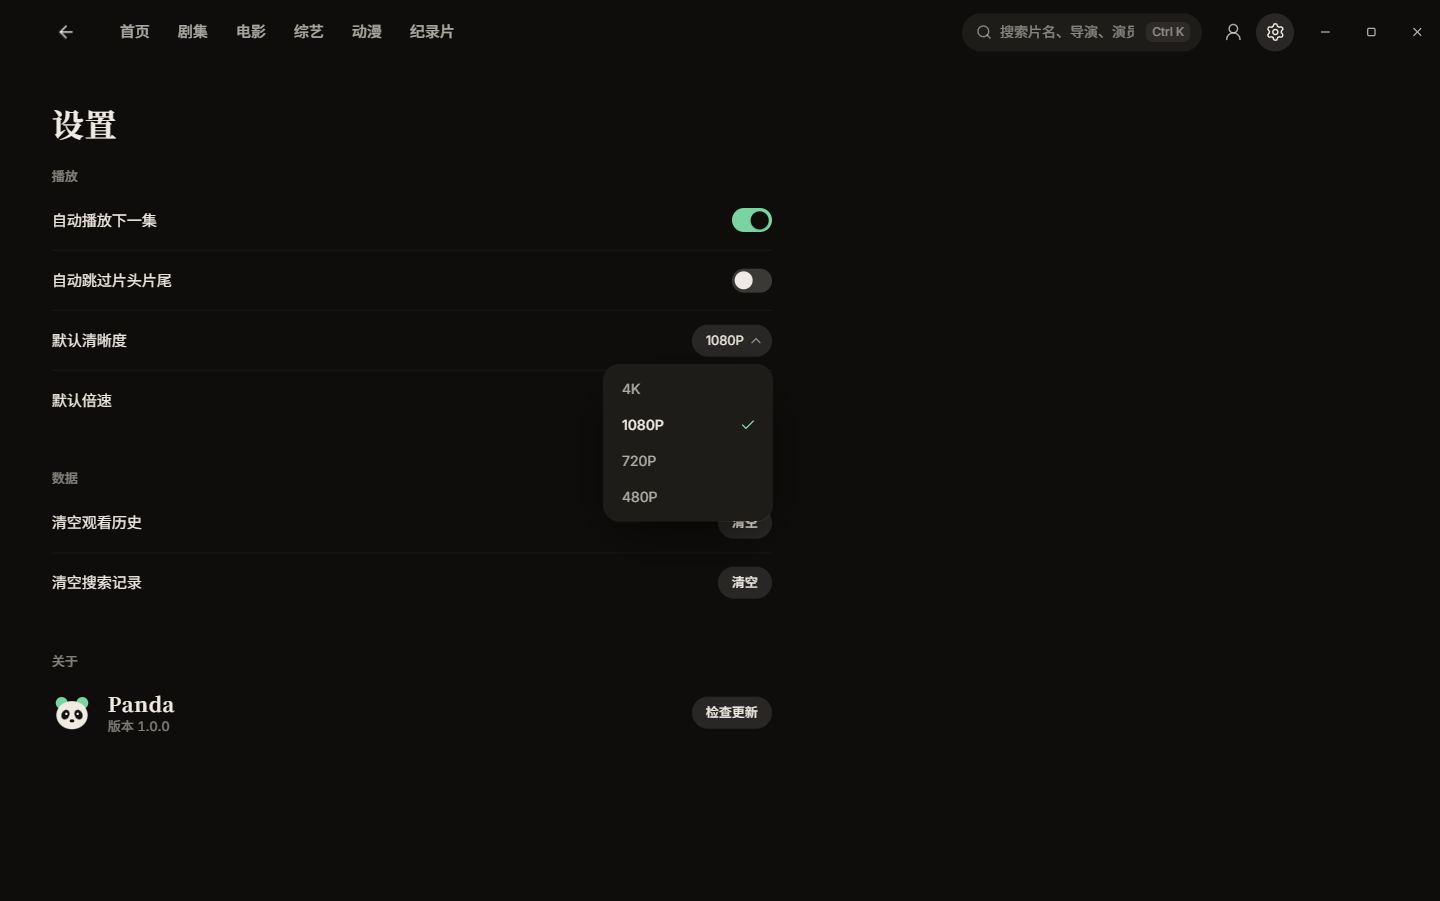 首页 剧集 电影 综艺 动漫 纪录片 搜索片名、导演、演员 Ctrl K
设置
播放
自动播放下一集
自动跳过片头片尾
默认清晰度 1080P
4K
默认倍速
1080P
720P
数据
480P
清空观看历史 清空
清空搜索记录 清空
关于
Panda
版本 1.0.0
检查更新